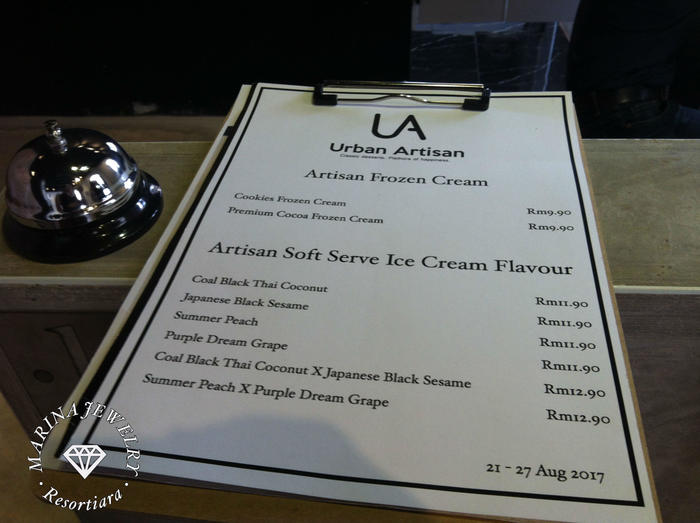 UA
Urban Artisan
Classic desserts. Flavours of happiness.
Artisan Frozen Cream
Cookies Frozen Cream Rm9.90
Premium Cocoa Frozen Cream Rm9.90
Artisan Soft Serve Ice Cream Flavour
Coal Black Thai Coconut Rm11.90
Japanese Black Sesame Rm11.90
Summer Peach Rm11.90
Purple Dream Grape Rm11.90
Coal Black Thai Coconut X Japanese Black Sesame Rm12.90
Summer Peach X Purple Dream Grape Rm12.90
21 - 27 Aug 2017
MARINA JEWELRY
Resortiara